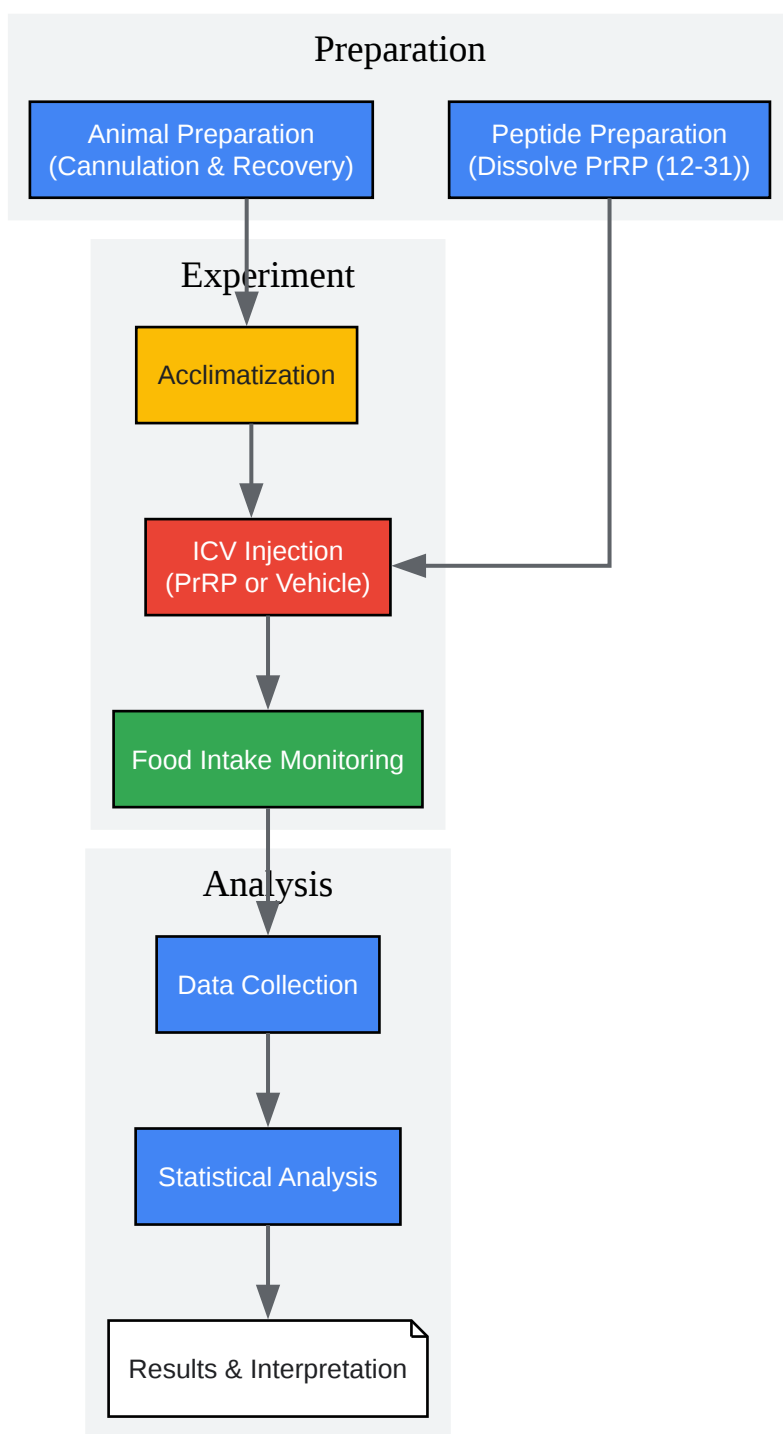 Preparation
Animal Preparation
(Cannulation & Recovery)
Peptide Preparation
(Dissolve PrRP (12-31))
Experiment
Acclimatization
ICV Injection
(PrRP or Vehicle)
Food Intake Monitoring
Analysis
Data Collection
Statistical Analysis
Results & Interpretation